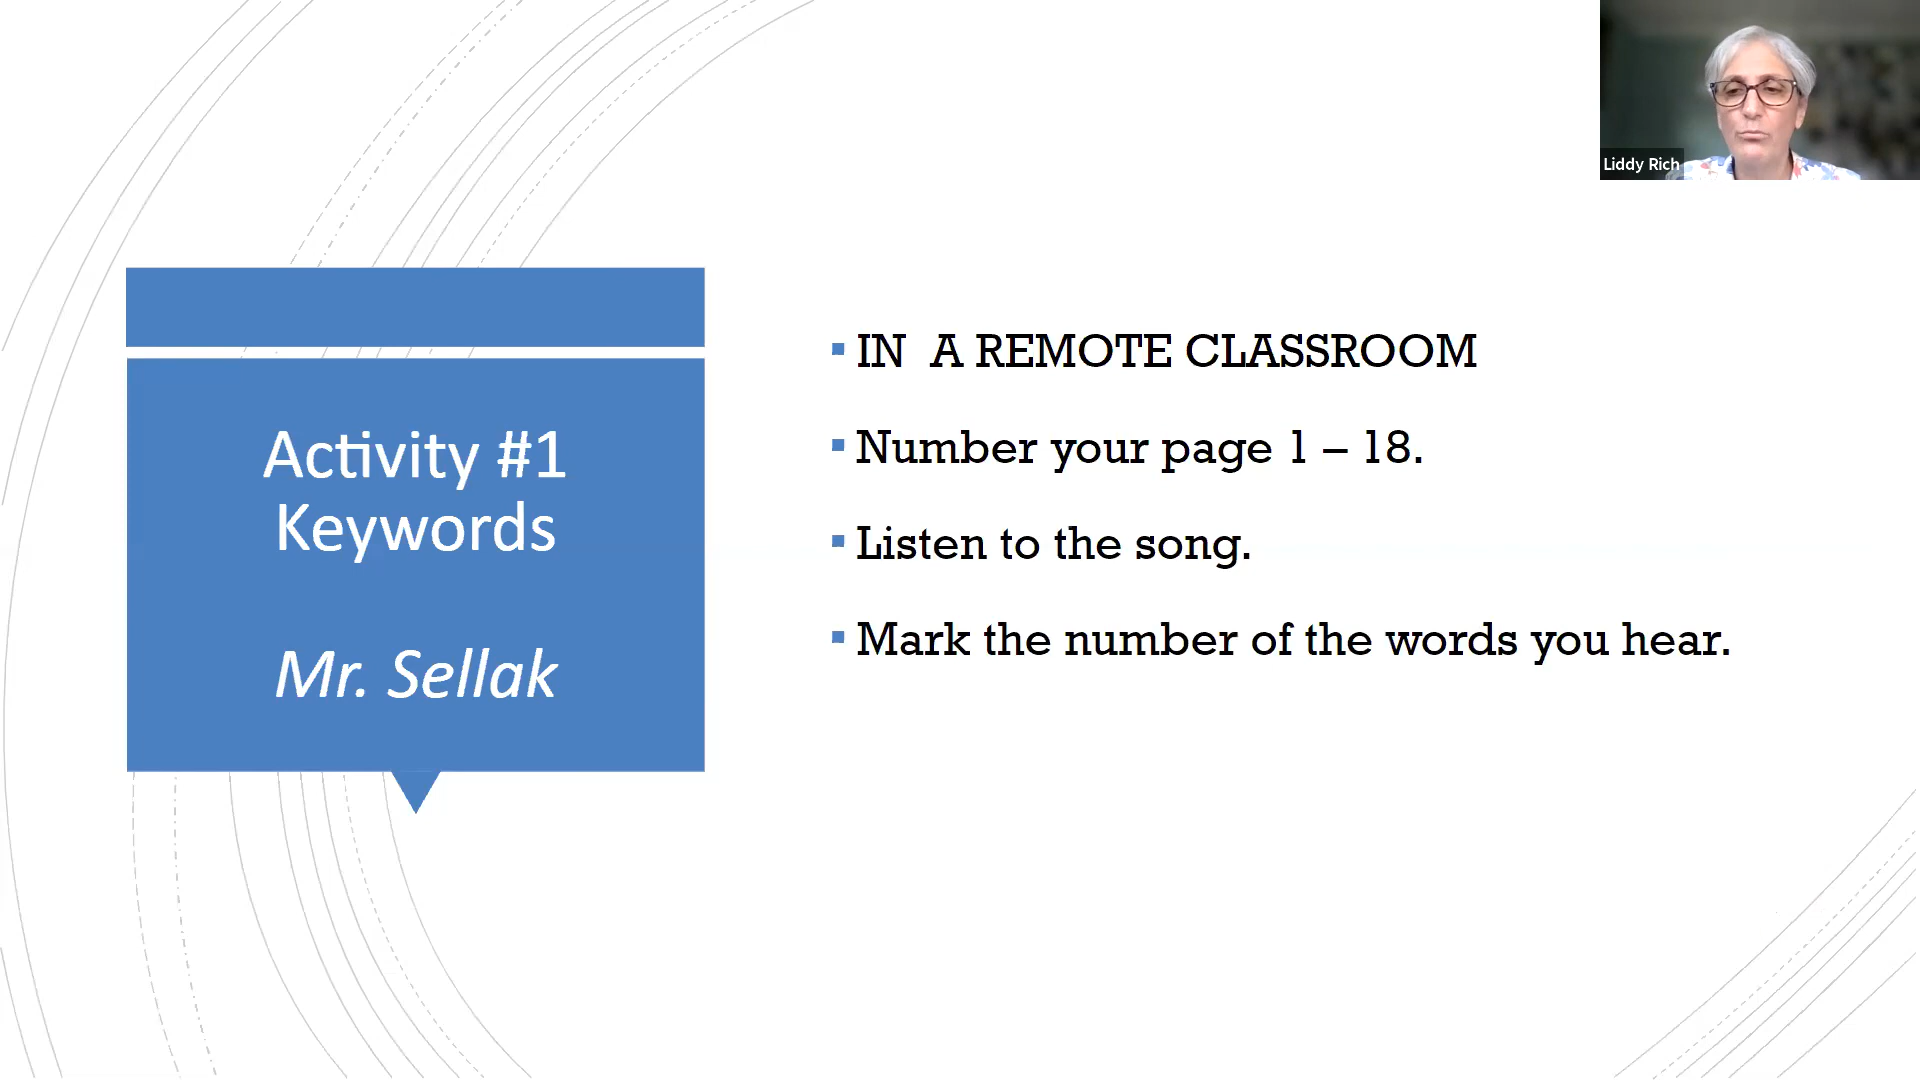 Liddy Rich
Activity #1
Keywords
Mr. Sellak
IN  A REMOTE CLASSROOM
Number your page 1 – 18.
Listen to the song.
Mark the number of the words you hear.